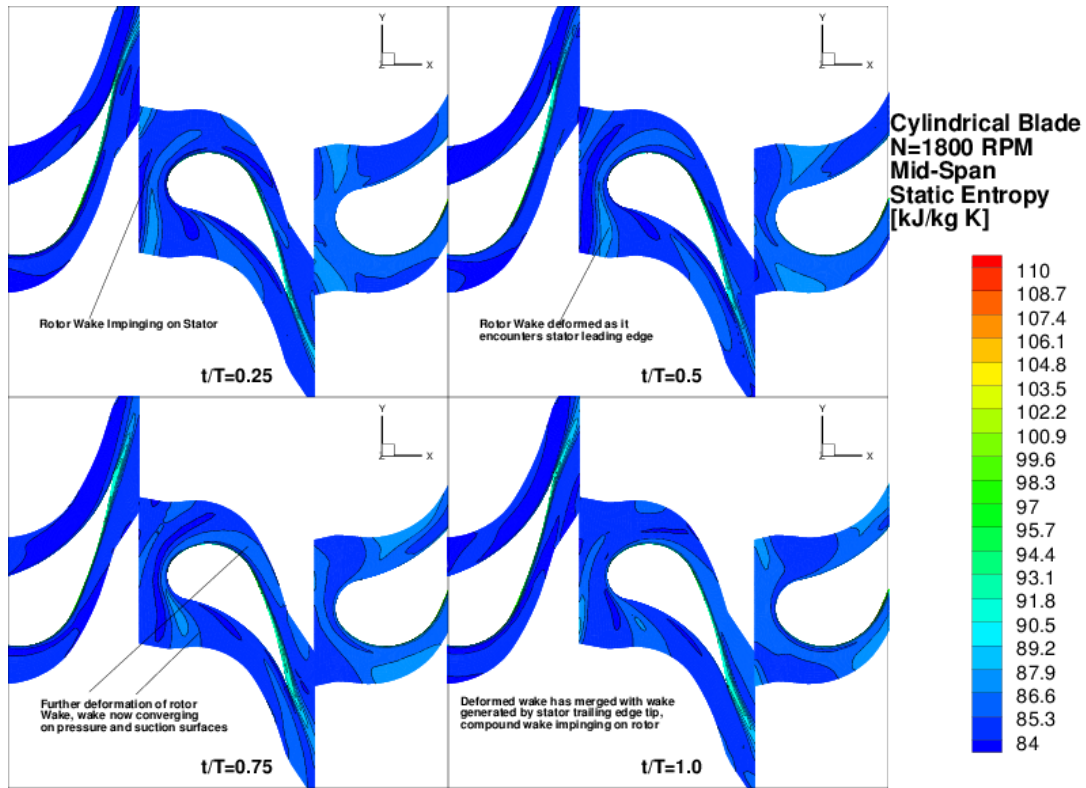 Y
Z
X
Rotor Wake Impinging on Stator
t/T=0.25
Y
Z
X
Rotor Wake deformed as it
encounters stator leading edge
t/T=0.5
Y
Z
X
Further deformation of rotor
Wake, wake now converging
on pressure and suction surfaces
t/T=0.75
Y
Z
X
Deformed wake has merged with wake
generated by stator trailing edge tip,
compound wake impinging on rotor
t/T=1.0
Cylindrical Blade
N=1800 RPM
Mid-Span
Static Entropy
[kJ/kg K]
110
108.7
107.4
106.1
104.8
103.5
102.2
100.9
99.6
98.3
97
95.7
94.4
93.1
91.8
90.5
89.2
87.9
86.6
85.3
84